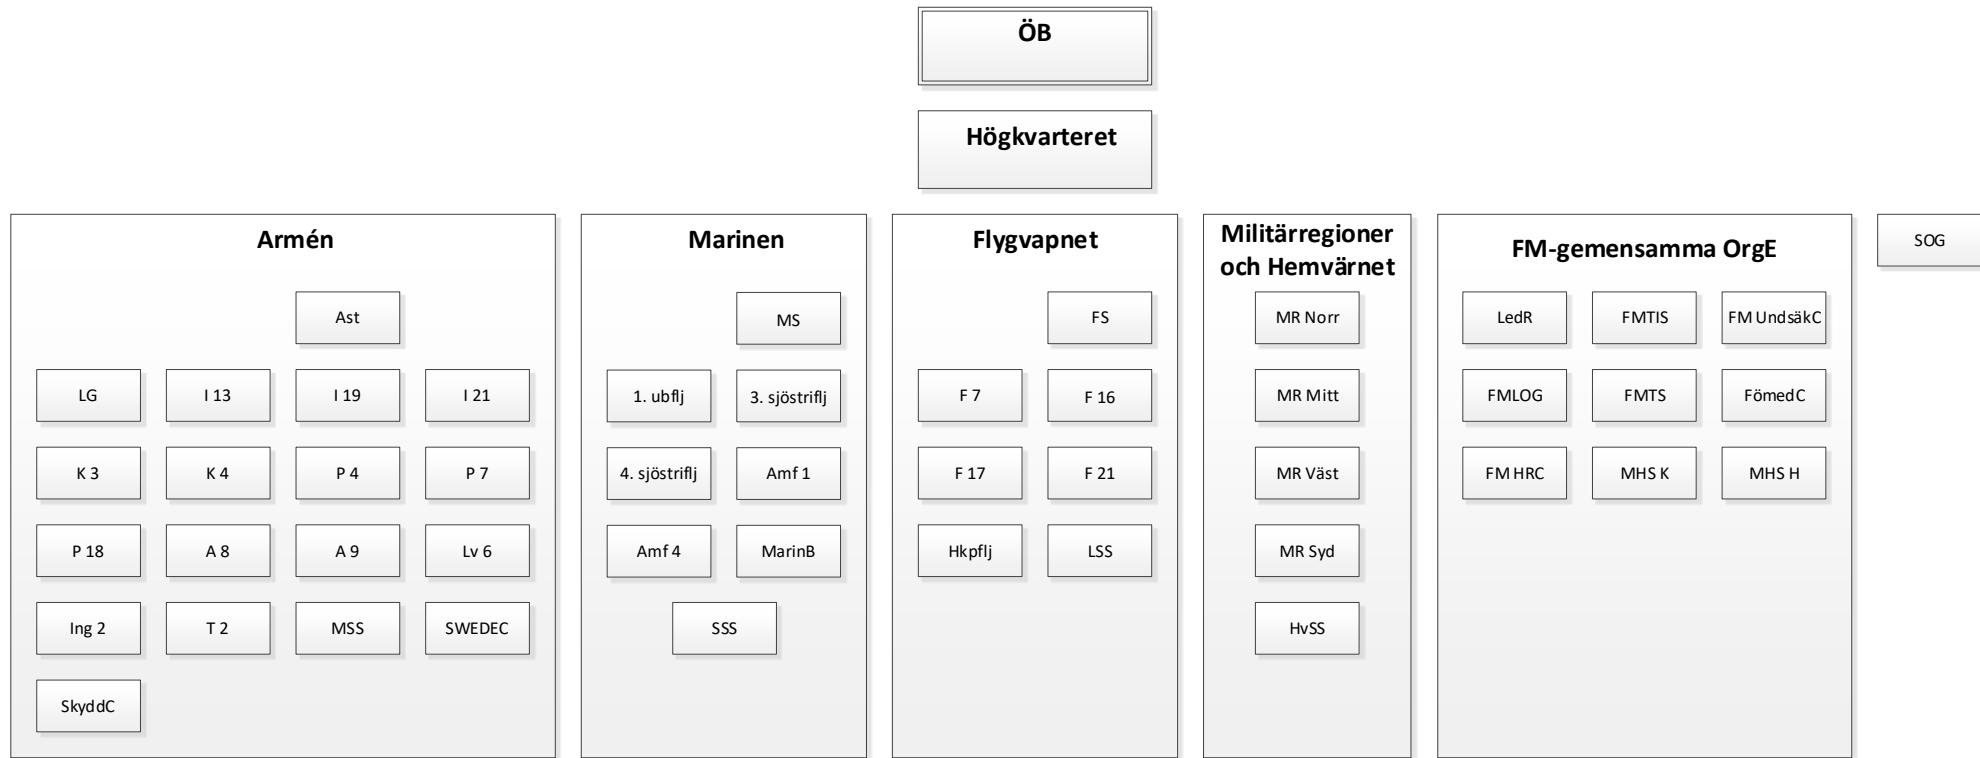 ÖB
Högkvarteret
Armén
Ast
LG
I 13
I 19
I 21
K 3
K 4
P 4
P 7
P 18
A 8
A 9
Lv 6
Ing 2
T 2
MSS
SWEDEC
SkyddC
Marinen
MS
1. ubflj
3. sjöstriflj
4. sjöstriflj
Amf 1
Amf 4
MarinB
SSS
Flygvapnet
FS
F 7
F 16
F 17
F 21
Hkpflj
LSS
Militärregioner
och Hemvärnet
MR Norr
MR Mitt
MR Väst
MR Syd
HvSS
FM-gemensamma OrgE
LedR
FMTIS
FM UndsäkC
FMLOG
FMTS
FömedC
FM HRC
MHS K
MHS H
SOG